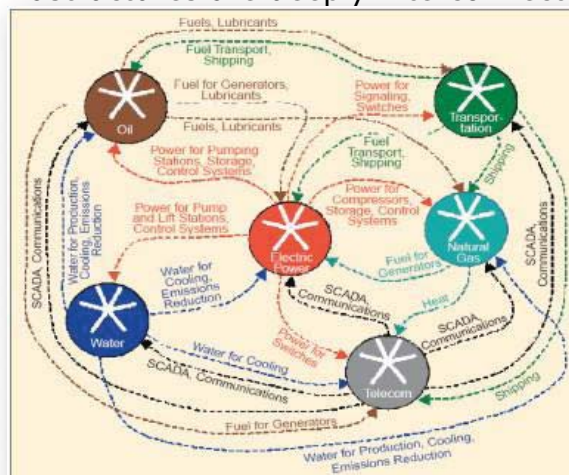 Fuels, Lubricants
Fuel Transport,
Shipping
Fuel for Generators,
Lubricants
Power for
Signaling,
Switches
Oil
Transpor-
tation
Fuels, Lubricants
Fuel
Transport,
Shipping
Shipping
Power for Pumping
Stations, Storage,
Control Systems
Power for
Compressors,
Storage, Control
Systems
Power for Pump
and Lift Stations,
Control Systems
SCADA, Communications
Water for Production,
Cooling, Emissions
Reduction
Electric
Power
Natural
Gas
SCADA,
Communications
Fuel for
Generators
Water for
Cooling,
Emissions
Reduction
SCADA,
Communications
Heat
SCADA,
Communications
Water
Water for Cooling
Power for
Switches
SCADA,
Communications
Telecom
Shipping
Fuel for Generators
Water for Production, Cooling,
Emissions Reduction